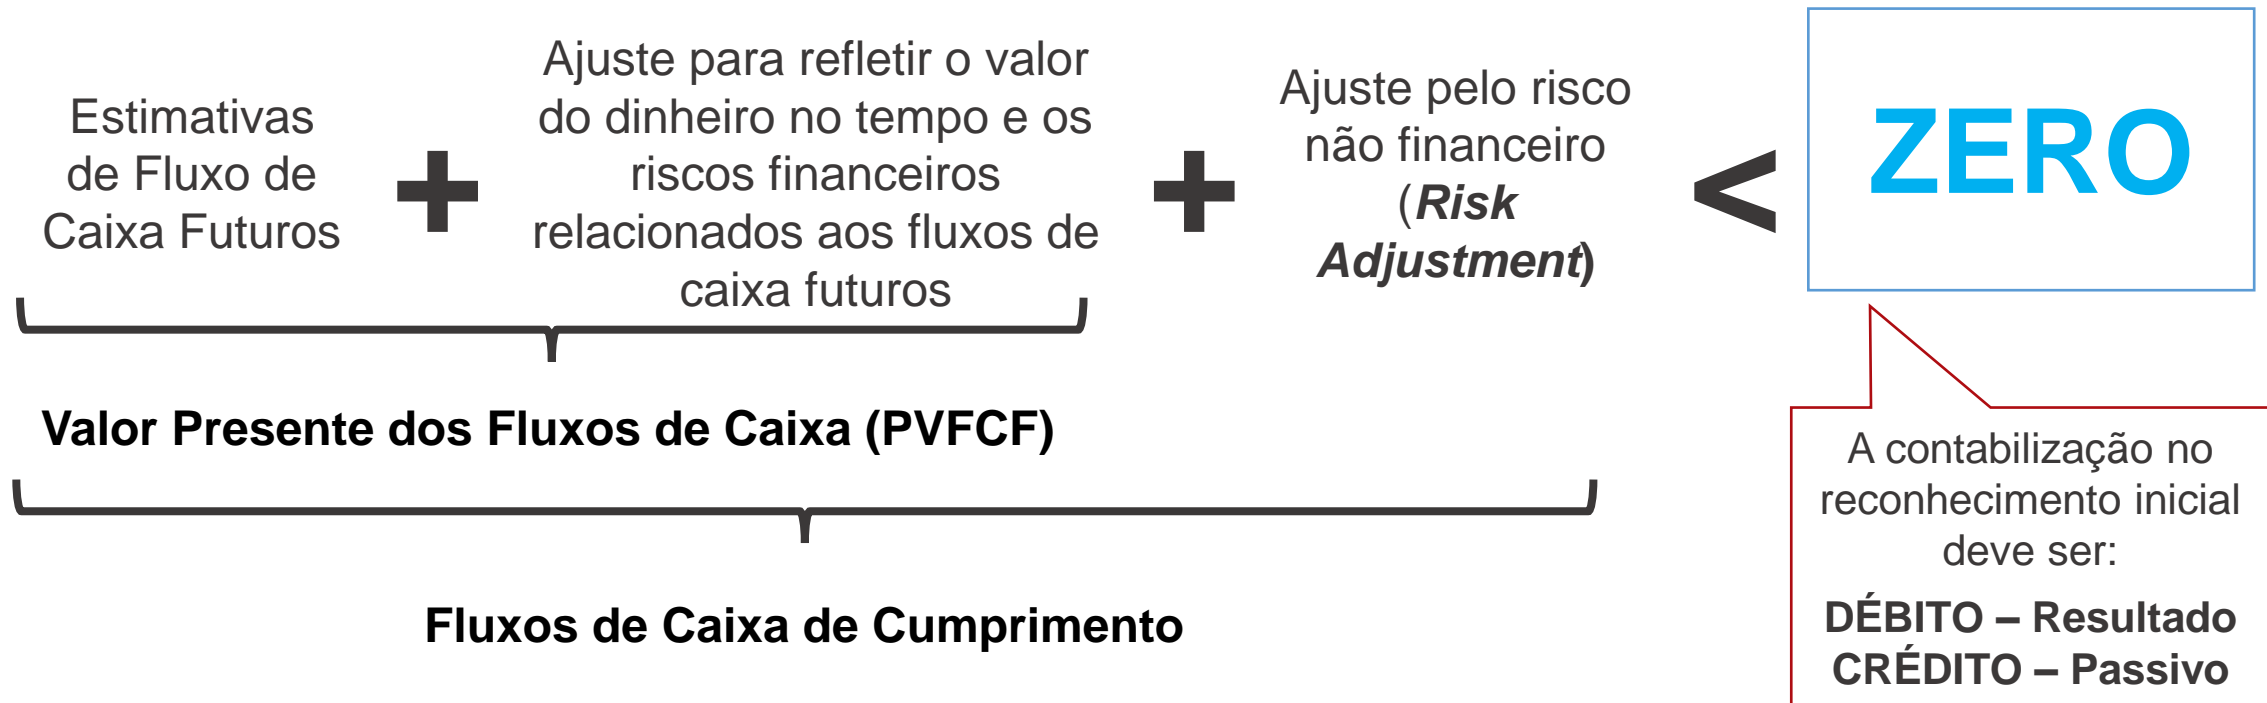 Estimativas
de Fluxo de
Caixa Futuros
+
Ajuste para refletir o valor
do dinheiro no tempo e os
riscos financeiros
relacionados aos fluxos de
caixa futuros
+
Ajuste pelo risco
não financeiro
(Risk
Adjustment)
<
ZERO
Valor Presente dos Fluxos de Caixa (PVFCF)
Fluxos de Caixa de Cumprimento
A contabilização no
reconhecimento inicial
deve ser:
DÉBITO – Resultado
CRÉDITO – Passivo